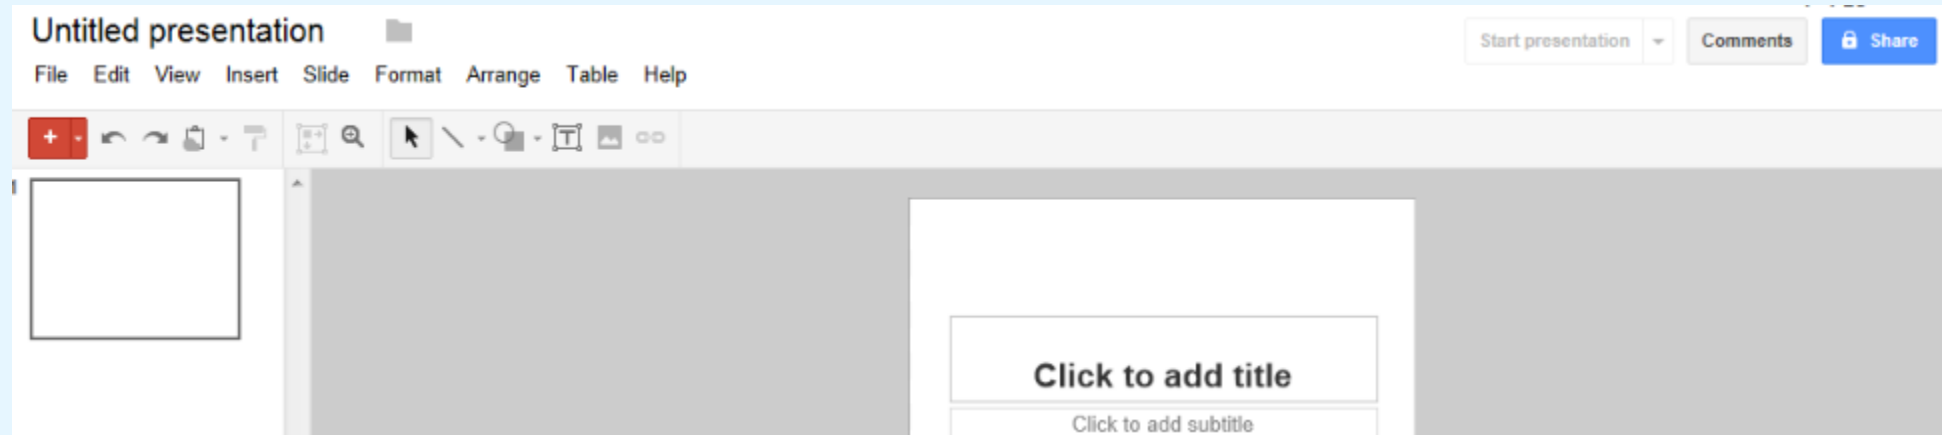 Untitled presentation
Start presentation
Comments
Share
File Edit View Insert Slide Format Arrange Table Help
Click to add title
Click to add subtitle